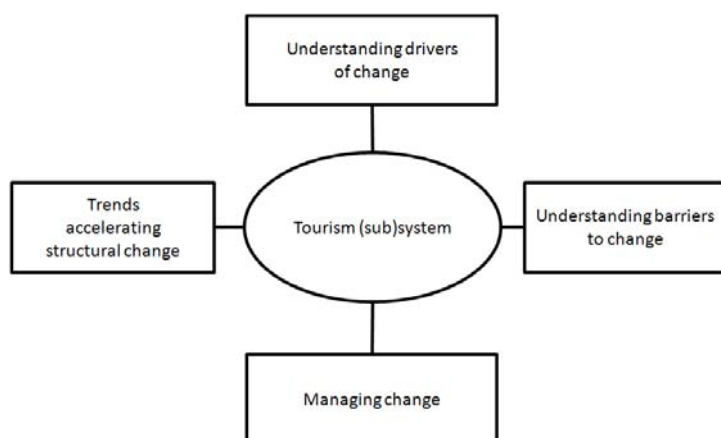 Understanding drivers
of change
Trends
accelerating
structural change
Tourism (sub)system
Understanding barriers
to change
Managing change